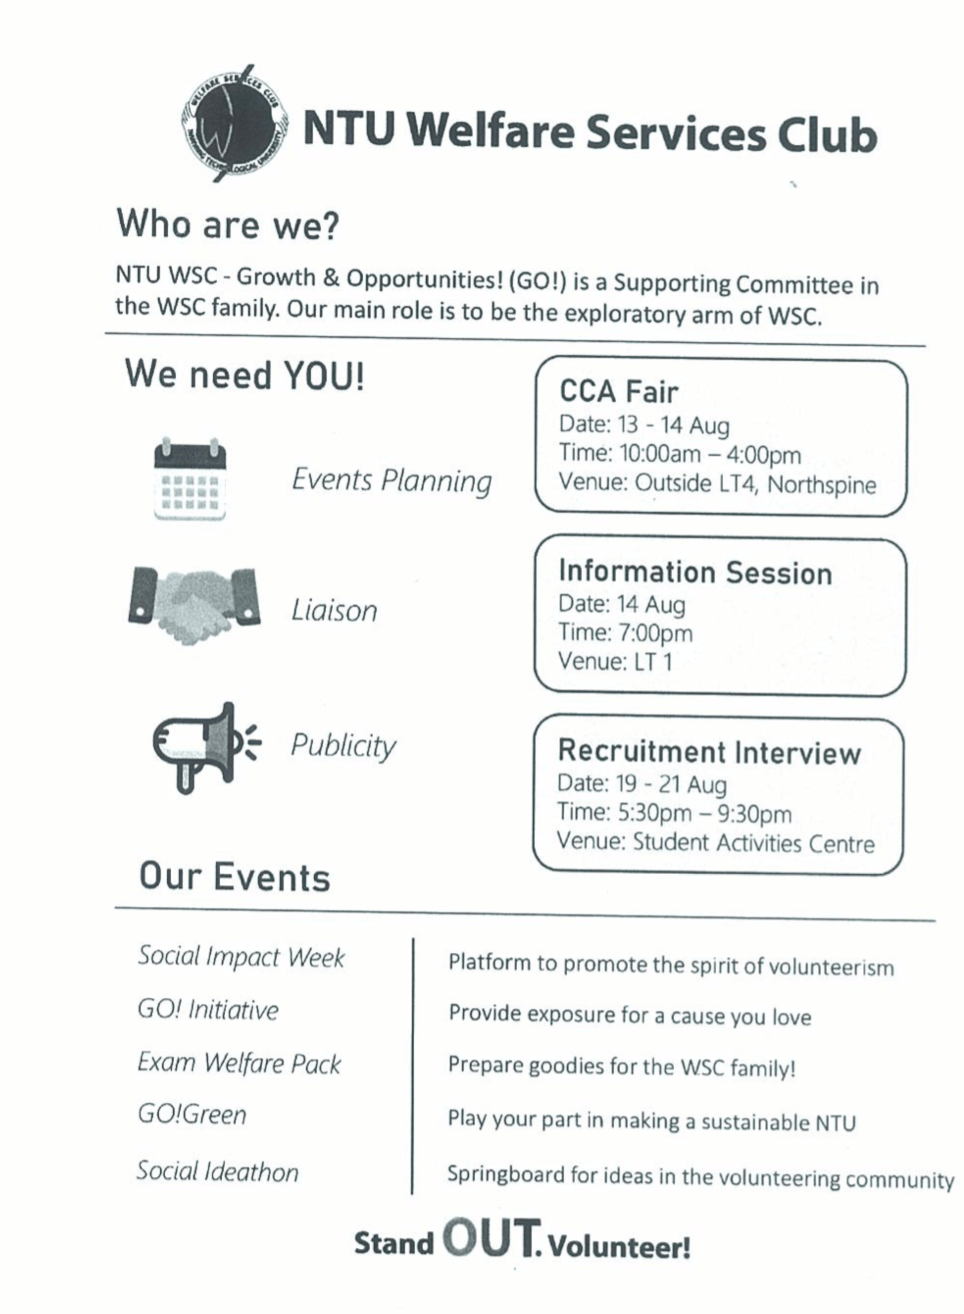 WELFARE SERVICES CLUB
NANYANG TECHNOLOGICAL UNIVERSITY
W
NTU Welfare Services Club
Who are we?
NTU WSC - Growth & Opportunities! (GO!) is a Supporting Committee in
the WSC family. Our main role is to be the exploratory arm of WSC.
We need YOU!
Events Planning
Liaison
Publicity
CCA Fair
Date: 13 - 14 Aug
Time: 10:00am – 4:00pm
Venue: Outside LT4, Northspine
Information Session
Date: 14 Aug
Time: 7:00pm
Venue: LT 1
Recruitment Interview
Date: 19 - 21 Aug
Time: 5:30pm – 9:30pm
Venue: Student Activities Centre
Our Events
Social Impact Week Platform to promote the spirit of volunteerism
GO! Initiative Provide exposure for a cause you love
Exam Welfare Pack Prepare goodies for the WSC family!
GO!Green Play your part in making a sustainable NTU
Social Ideathon Springboard for ideas in the volunteering community
Stand OUT. Volunteer!